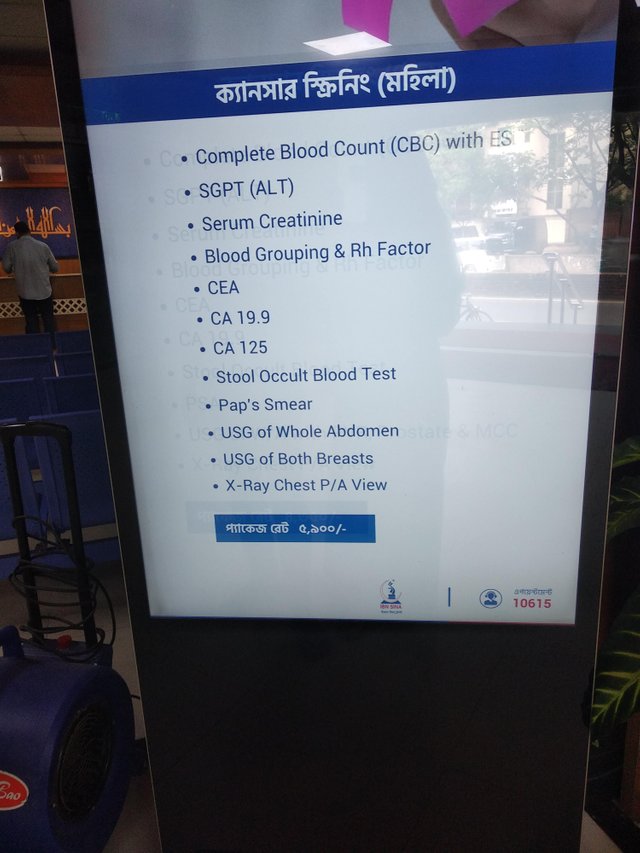 ক্যানসার স্ক্রিনিং (মহিলা)
• Complete Blood Count (CBC) with ES
• SGPT (ALT)
• Serum Creatinine
• Blood Grouping & Rh Factor
• CEA
• CA 19.9
• CA 125
• Stool Occult Blood Test
• Pap's Smear
• USG of Whole Abdomen
• USG of Both Breasts
• X-Ray Chest P/A View
প্যাকেজ রেট ৫,৯০০/-
IBN SINA
এপয়েন্টমেন্ট
10615